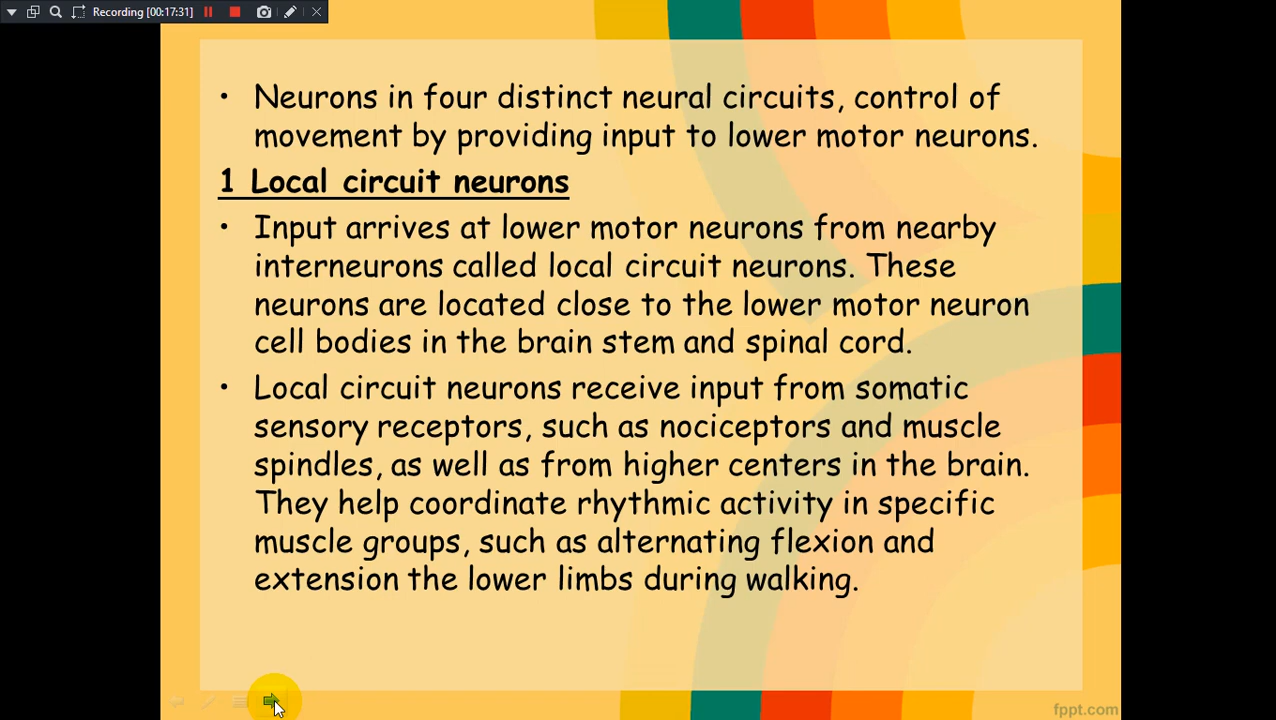 Recording [00:17:31]
• Neurons in four distinct neural circuits, control of
movement by providing input to lower motor neurons.
1 Local circuit neurons
• Input arrives at lower motor neurons from nearby
interneurons called local circuit neurons. These
neurons are located close to the lower motor neuron
cell bodies in the brain stem and spinal cord.
• Local circuit neurons receive input from somatic
sensory receptors, such as nociceptors and muscle
spindles, as well as from higher centers in the brain.
They help coordinate rhythmic activity in specific
muscle groups, such as alternating flexion and
extension the lower limbs during walking.
fppt.com